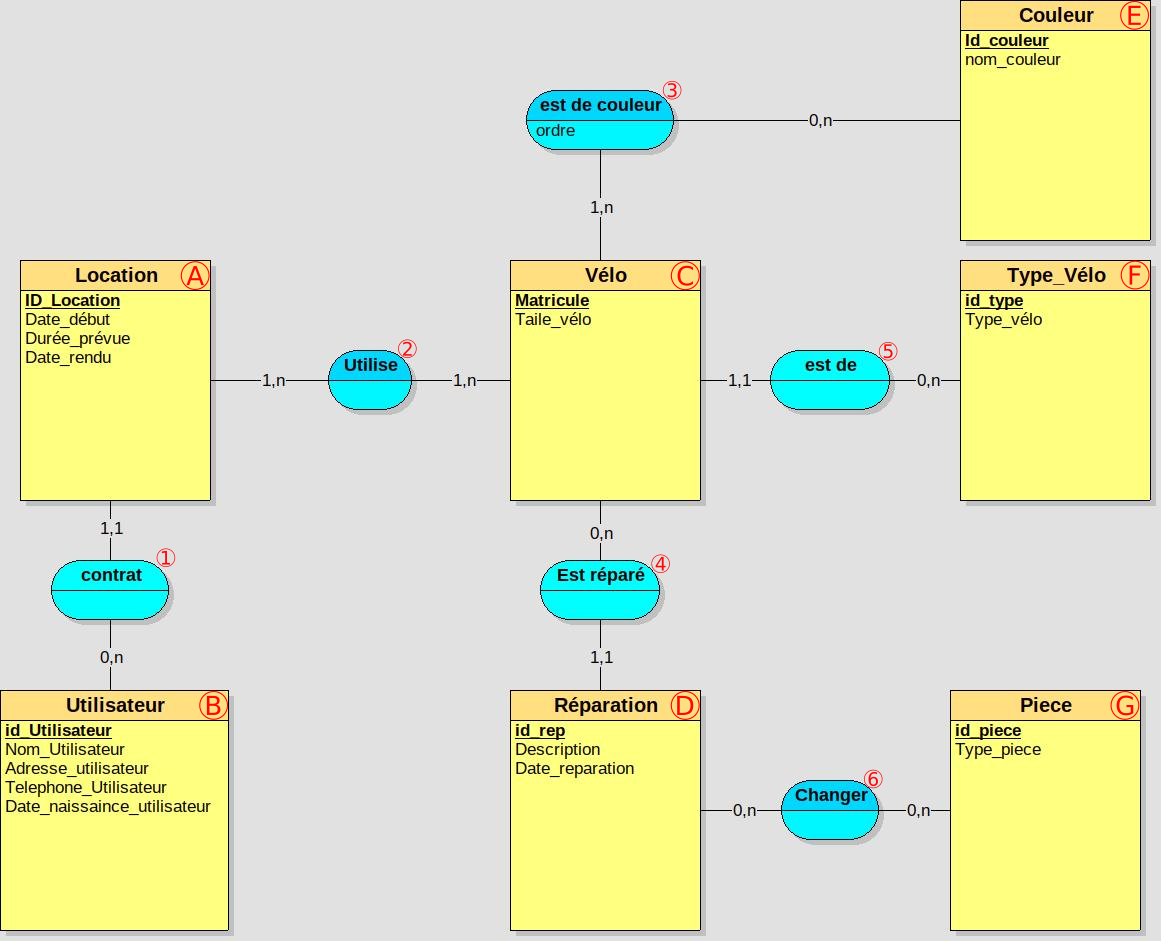 Couleur Ⓔ
Id_couleur
nom_couleur
③
est de couleur
ordre
0,n
1,n
Location Ⓐ
ID_Location
Date_début
Durée_prévue
Date_rendu
Vélo Ⓒ
Matricule
Taile_vélo
Type_Vélo Ⓕ
id_type
Type_vélo
②
Utilise
1,n
1,n
⑤
est de
1,1
0,n
1,1
①
contrat
0,n
0,n
④
Est réparé
1,1
Utilisateur Ⓑ
id_Utilisateur
Nom_Utilisateur
Adresse_utilisateur
Telephone_Utilisateur
Date_naissaince_utilisateur
Réparation Ⓓ
id_rep
Description
Date_reparation
Piece Ⓖ
id_piece
Type_piece
⑥
Changer
0,n
0,n